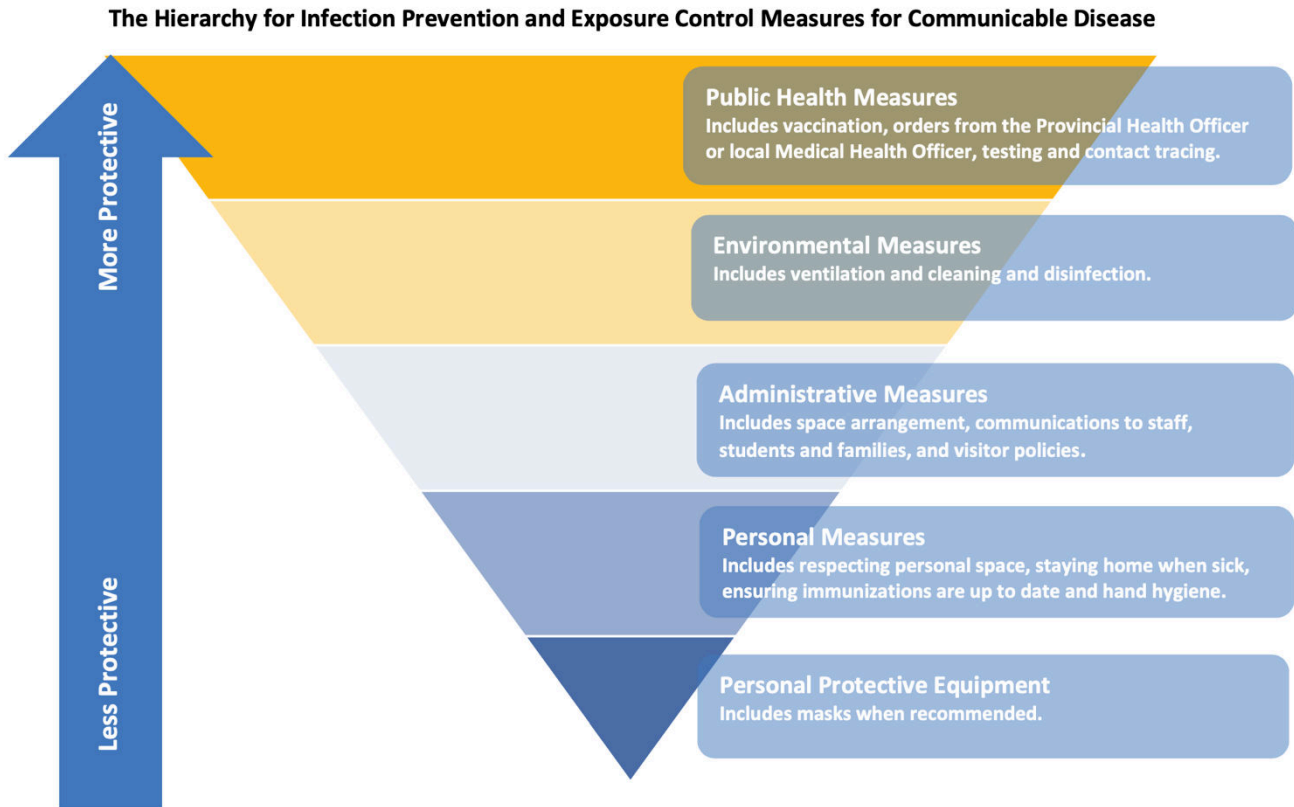 The Hierarchy for Infection Prevention and Exposure Control Measures for Communicable Disease
More Protective
Less Protective
Public Health Measures
Includes vaccination, orders from the Provincial Health Officer
or local Medical Health Officer, testing and contact tracing.
Environmental Measures
Includes ventilation and cleaning and disinfection.
Administrative Measures
Includes space arrangement, communications to staff,
students and families, and visitor policies.
Personal Measures
Includes respecting personal space, staying home when sick,
ensuring immunizations are up to date and hand hygiene.
Personal Protective Equipment
Includes masks when recommended.